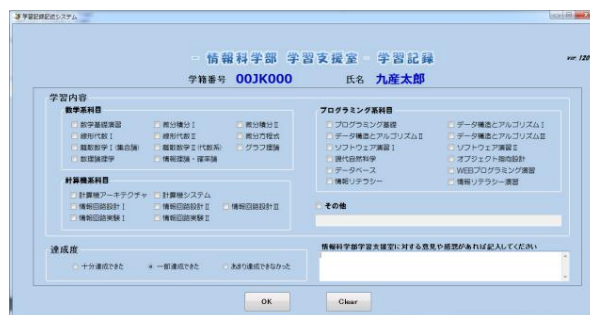 学習記録記述システム
- 情報科学部 学習支援室 - 学習記録
ver. 120
学籍番号 00JK000 氏名 九産太郎
学習内容
数学系科目
数学基礎演習 微分積分Ⅰ 微分積分Ⅱ
線形代数Ⅰ 線形代数Ⅱ 微分方程式
離散数学Ⅰ(集合論) 離散数学Ⅱ(代数系) グラフ理論
数理論理学 情報理論・確率論
プログラミング系科目
プログラミング基礎 データ構造とアルゴリズムⅠ
データ構造とアルゴリズムⅡ データ構造とアルゴリズムⅡ
ソフトウェア演習Ⅰ ソフトウェア演習Ⅱ
現代自然科学 オブジェクト指向設計
データベース WEBプログラミング演習
情報リテラシー 情報リテラシー演習
計算機系科目
計算機アーキテクチャ 計算機システム
情報回路設計Ⅰ 情報回路設計Ⅱ 情報回路設計Ⅲ
情報回路実験Ⅰ 情報回路実験Ⅱ
その他
達成度
十分達成できた 一部達成できた あまり達成できなかった
情報科学部学習支援室に対する意見や感想があれば記入してください
OK Clear